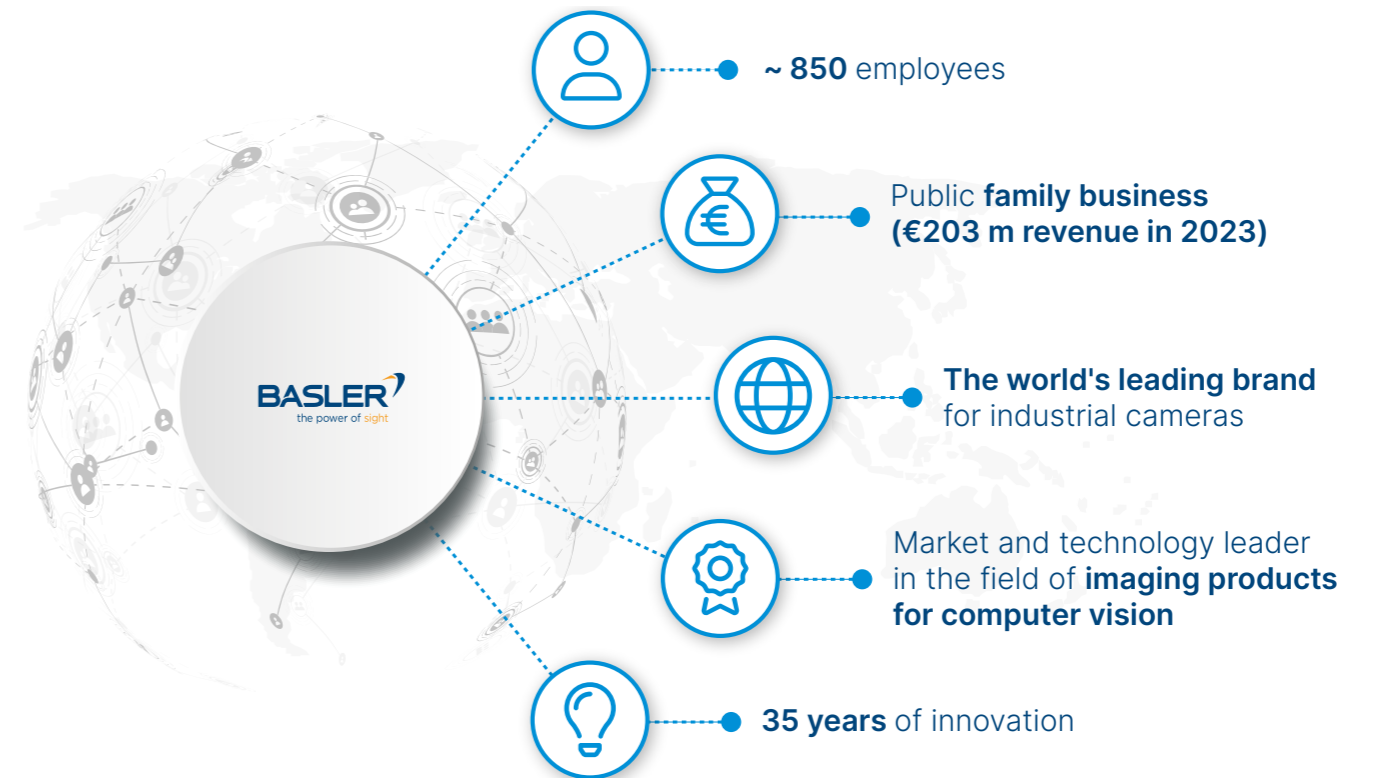 ~ 850 employees
Public family business
(€203 m revenue in 2023)
BASLER
the power of sight
The world's leading brand
for industrial cameras
Market and technology leader
in the field of imaging products
for computer vision
35 years of innovation